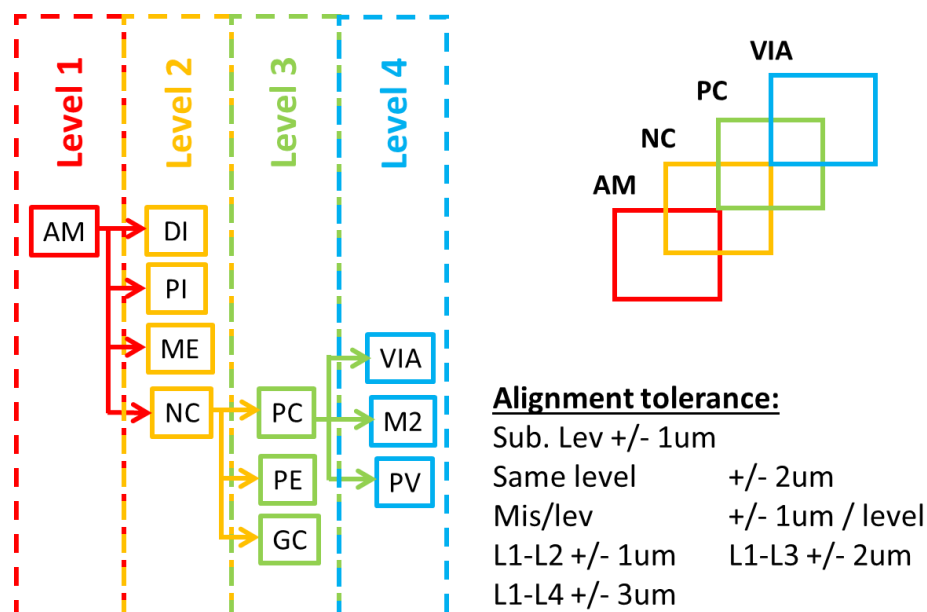 Level 1
Level 2
Level 3
Level 4
AM
DI
PI
ME
NC
PC
PE
GC
VIA
M2
PV
VIA
PC
NC
AM
Alignment tolerance:
Sub. Lev +/- 1um
Same level +/- 2um
Mis/lev +/- 1um / level
L1-L2 +/- 1um L1-L3 +/- 2um
L1-L4 +/- 3um